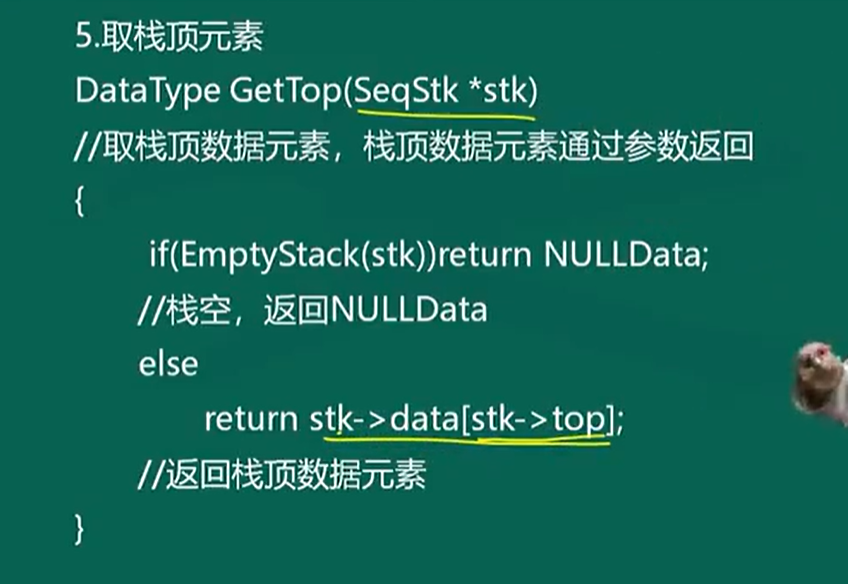 5.取栈顶元素
DataType GetTop(SeqStk *stk)
//取栈顶数据元素，栈顶数据元素通过参数返回
{
if(EmptyStack(stk))return NULLData;
//栈空，返回NULLData
else
return stk->data[stk->top];
//返回栈顶数据元素
}